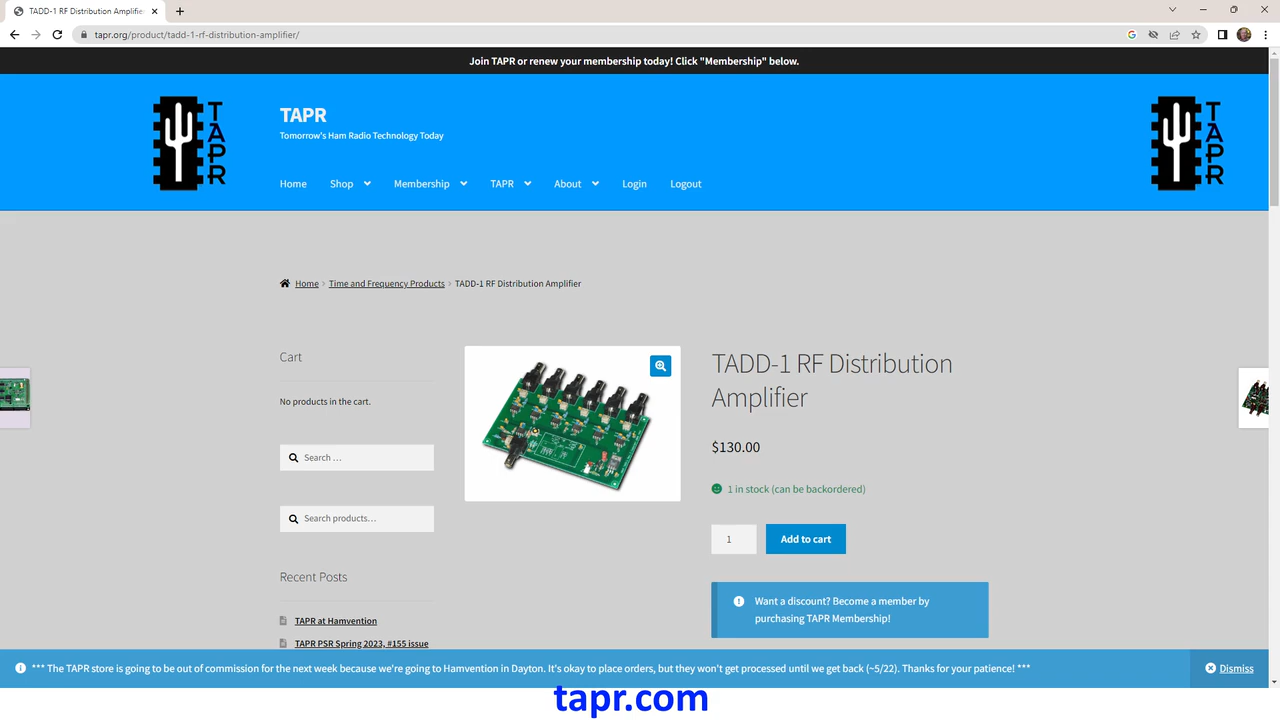 TADD-1 RF Distribution Amplifie
tapr.org/product/tadd-1-rf-distribution-amplifier/
Join TAPR or renew your membership today! Click "Membership" below.
TAPR
TAPR
Tomorrow's Ham Radio Technology Today
TAPR
Home Shop Membership TAPR About Login Logout
Home › Time and Frequency Products › TADD-1 RF Distribution Amplifier
Cart
No products in the cart.
Search …
Search products…
Recent Posts
TAPR at Hamvention
TAPR PSR Spring 2023, #155 issue
TADD-1 RF Distribution
Amplifier
$130.00
1 in stock (can be backordered)
1 Add to cart
Want a discount? Become a member by
purchasing TAPR Membership!
*** The TAPR store is going to be out of commission for the next week because we're going to Hamvention in Dayton. It's okay to place orders, but they won't get processed until we get back (~5/22). Thanks for your patience! ***
Dismiss
tapr.com